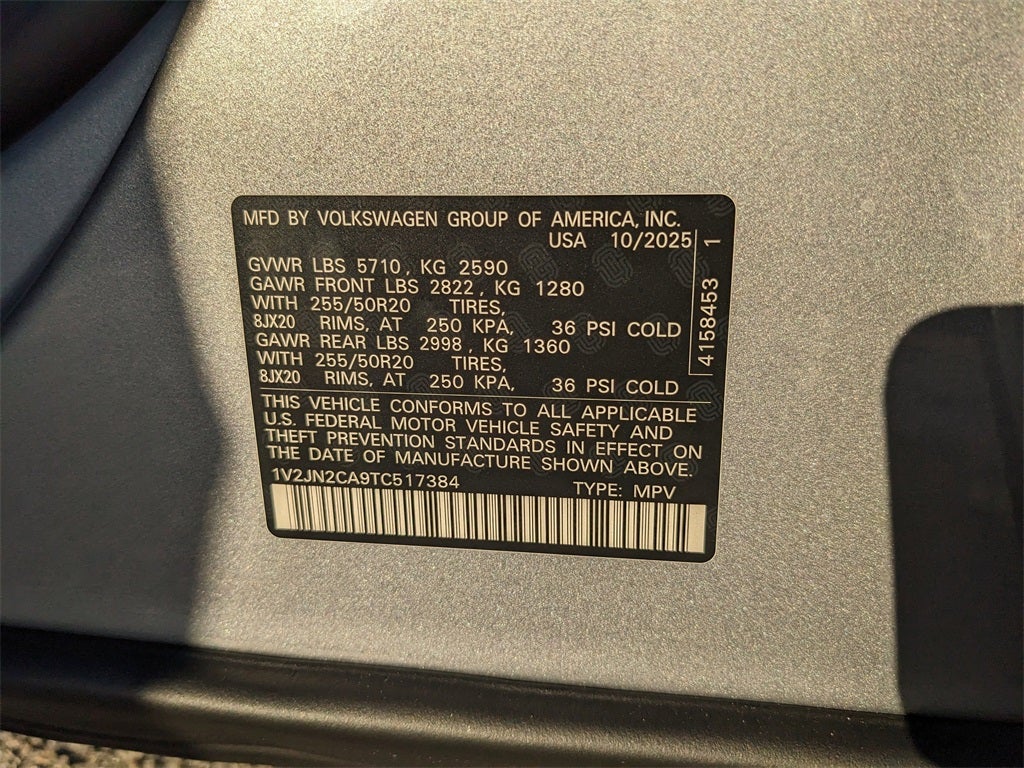 MFD BY VOLKSWAGEN GROUP OF AMERICA, INC.
USA 10/2025
GVWR LBS 5710, KG 2590
GAWR FRONT LBS 2822, KG 1280
WITH 255/50R20 TIRES,
8JX20 RIMS, AT 250 KPA, 36 PSI COLD
GAWR REAR LBS 2998, KG 1360
WITH 255/50R20 TIRES,
8JX20 RIMS, AT 250 KPA, 36 PSI COLD
4158453 1
THIS VEHICLE CONFORMS TO ALL APPLICABLE
U.S. FEDERAL MOTOR VEHICLE SAFETY AND
THEFT PREVENTION STANDARDS IN EFFECT ON
THE DATE OF MANUFACTURE SHOWN ABOVE.
1V2JN2CA9TC517384 TYPE: MPV